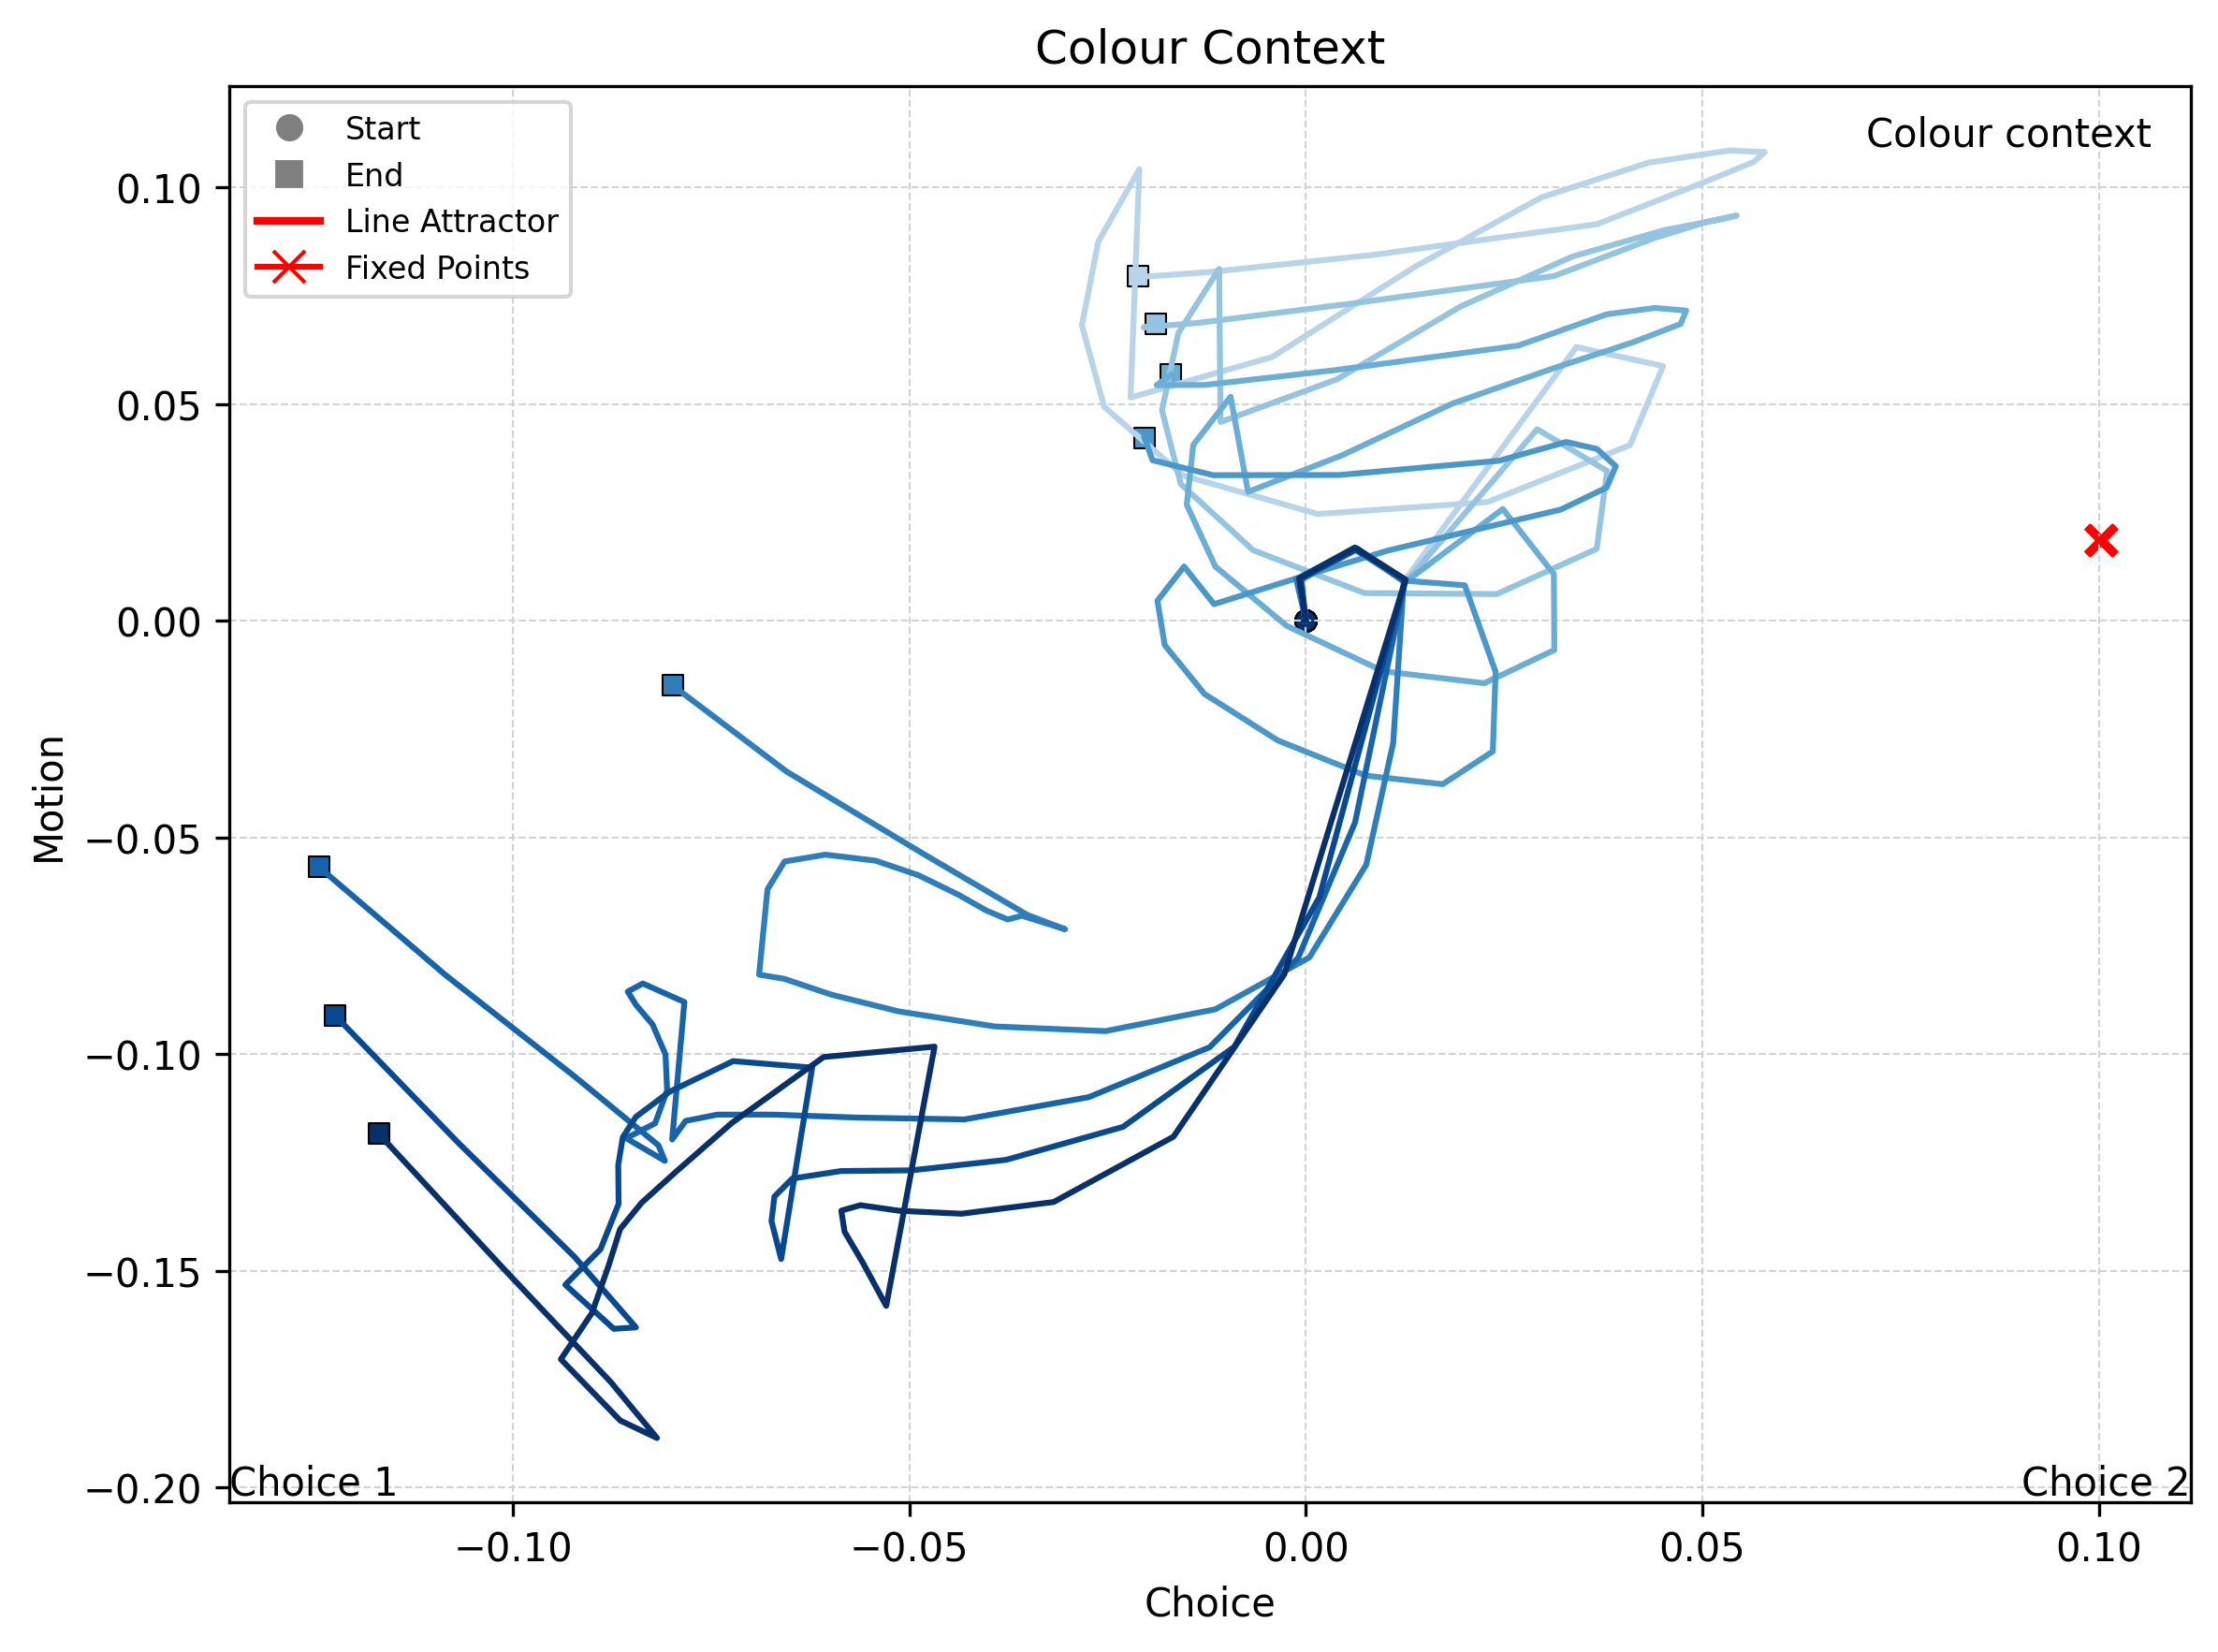 Colour Context
Start
End
Line Attractor
Fixed Points
Colour context
0.10
0.05
0.00
−0.05
−0.10
−0.15
−0.20
Motion
Choice 1
Choice 2
−0.10
−0.05
0.00
0.05
0.10
Choice